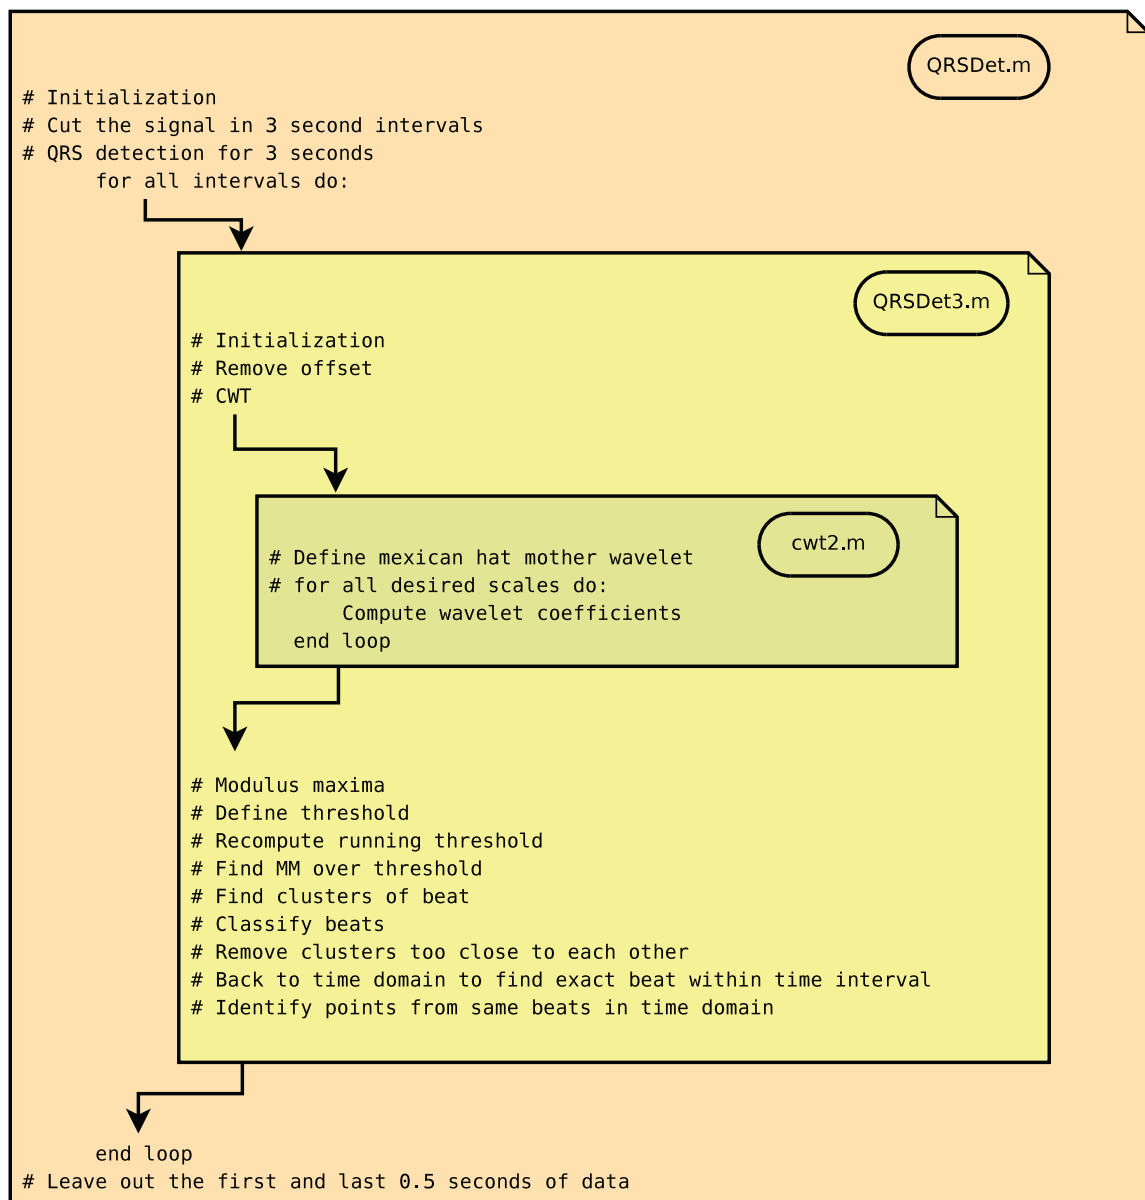 QRSDet.m
# Initialization
# Cut the signal in 3 second intervals
# QRS detection for 3 seconds
for all intervals do:
QRSDet3.m
# Initialization
# Remove offset
# CWT
cwt2.m
# Define mexican hat mother wavelet
# for all desired scales do:
Compute wavelet coefficients
end loop
# Modulus maxima
# Define threshold
# Recompute running threshold
# Find MM over threshold
# Find clusters of beat
# Classify beats
# Remove clusters too close to each other
# Back to time domain to find exact beat within time interval
# Identify points from same beats in time domain
end loop
# Leave out the first and last 0.5 seconds of data